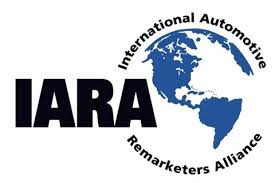 IARA
International Automotive
Remarketers Alliance